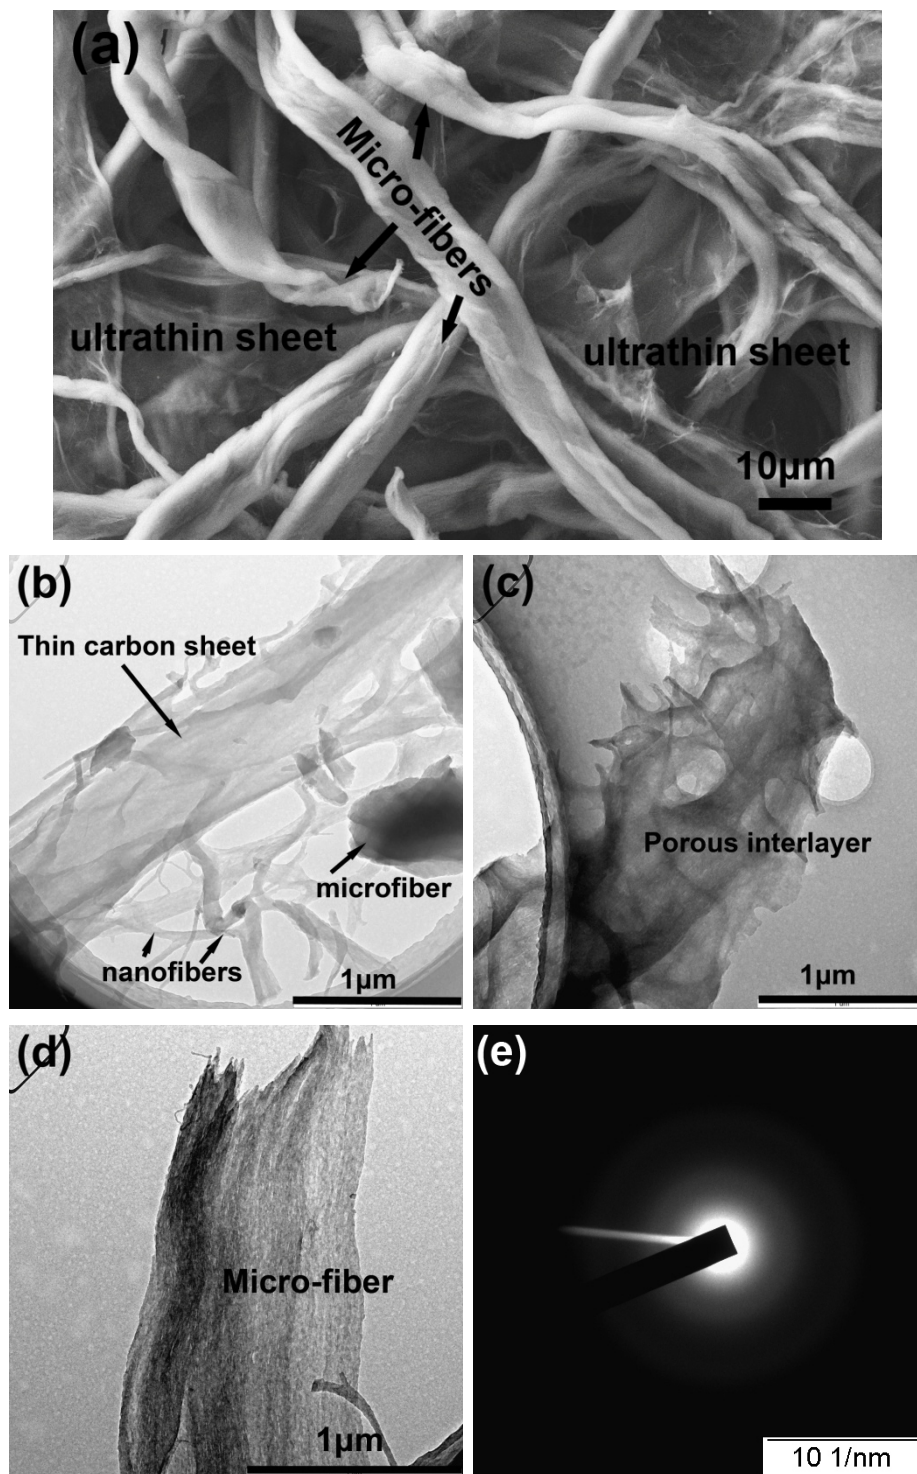 (a)
Micro-fibers
ultrathin sheet
ultrathin sheet
10µm
(b)
Thin carbon sheet
microfiber
nanofibers
1µm
(c)
Porous interlayer
1µm
(d)
Micro-fiber
1µm
(e)
10 1/nm